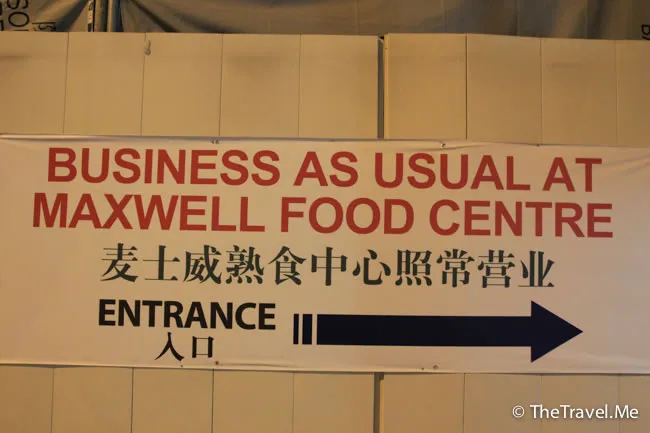 BUSINESS AS USUAL AT
MAXWELL FOOD CENTRE
麦士威熟食中心照常营业
ENTRANCE
入口
© TheTravel.Me